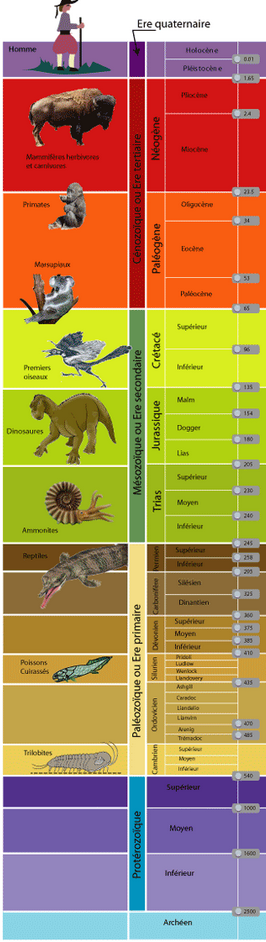 Ere quaternaire
Homme
Holocène
0.01
Pléistocène
1.65
Pliocène
2.4
Mammifères herbivores
et carnivores
Cénozoïque ou Ere tertiaire
Néogène
Miocène
23.5
Primates
Oligocène
34
Paléogène
Eocène
Marsupiaux
53
Paléocène
65
Mésozoïque ou Ere secondaire
Crétacé
Supérieur
96
Premiers
oiseaux
Inférieur
135
Jurassique
Malm
154
Dinosaures
Dogger
180
Lias
205
Trias
Supérieur
230
Ammonites
Moyen
240
Inférieur
245
Reptiles
Paléozoïque ou Ere primaire
Permien
Supérieur
258
Inférieur
295
Carbonifère
Silésien
325
Dinantien
360
Dévonien
Supérieur
375
Moyen
385
Inférieur
410
Poissons
Cuirassés
Silurien
Pridoli
Ludlow
Wenlock
Llandovery
435
Ordovicien
Ashgill
Caradoc
Llandeilo
Llanvirn
470
Arenig
485
Trémadoc
Trilobites
Cambrien
Supérieur
Moyen
Inférieur
540
Protérozoïque
Supérieur
1000
Moyen
1600
Inférieur
2500
Archéen